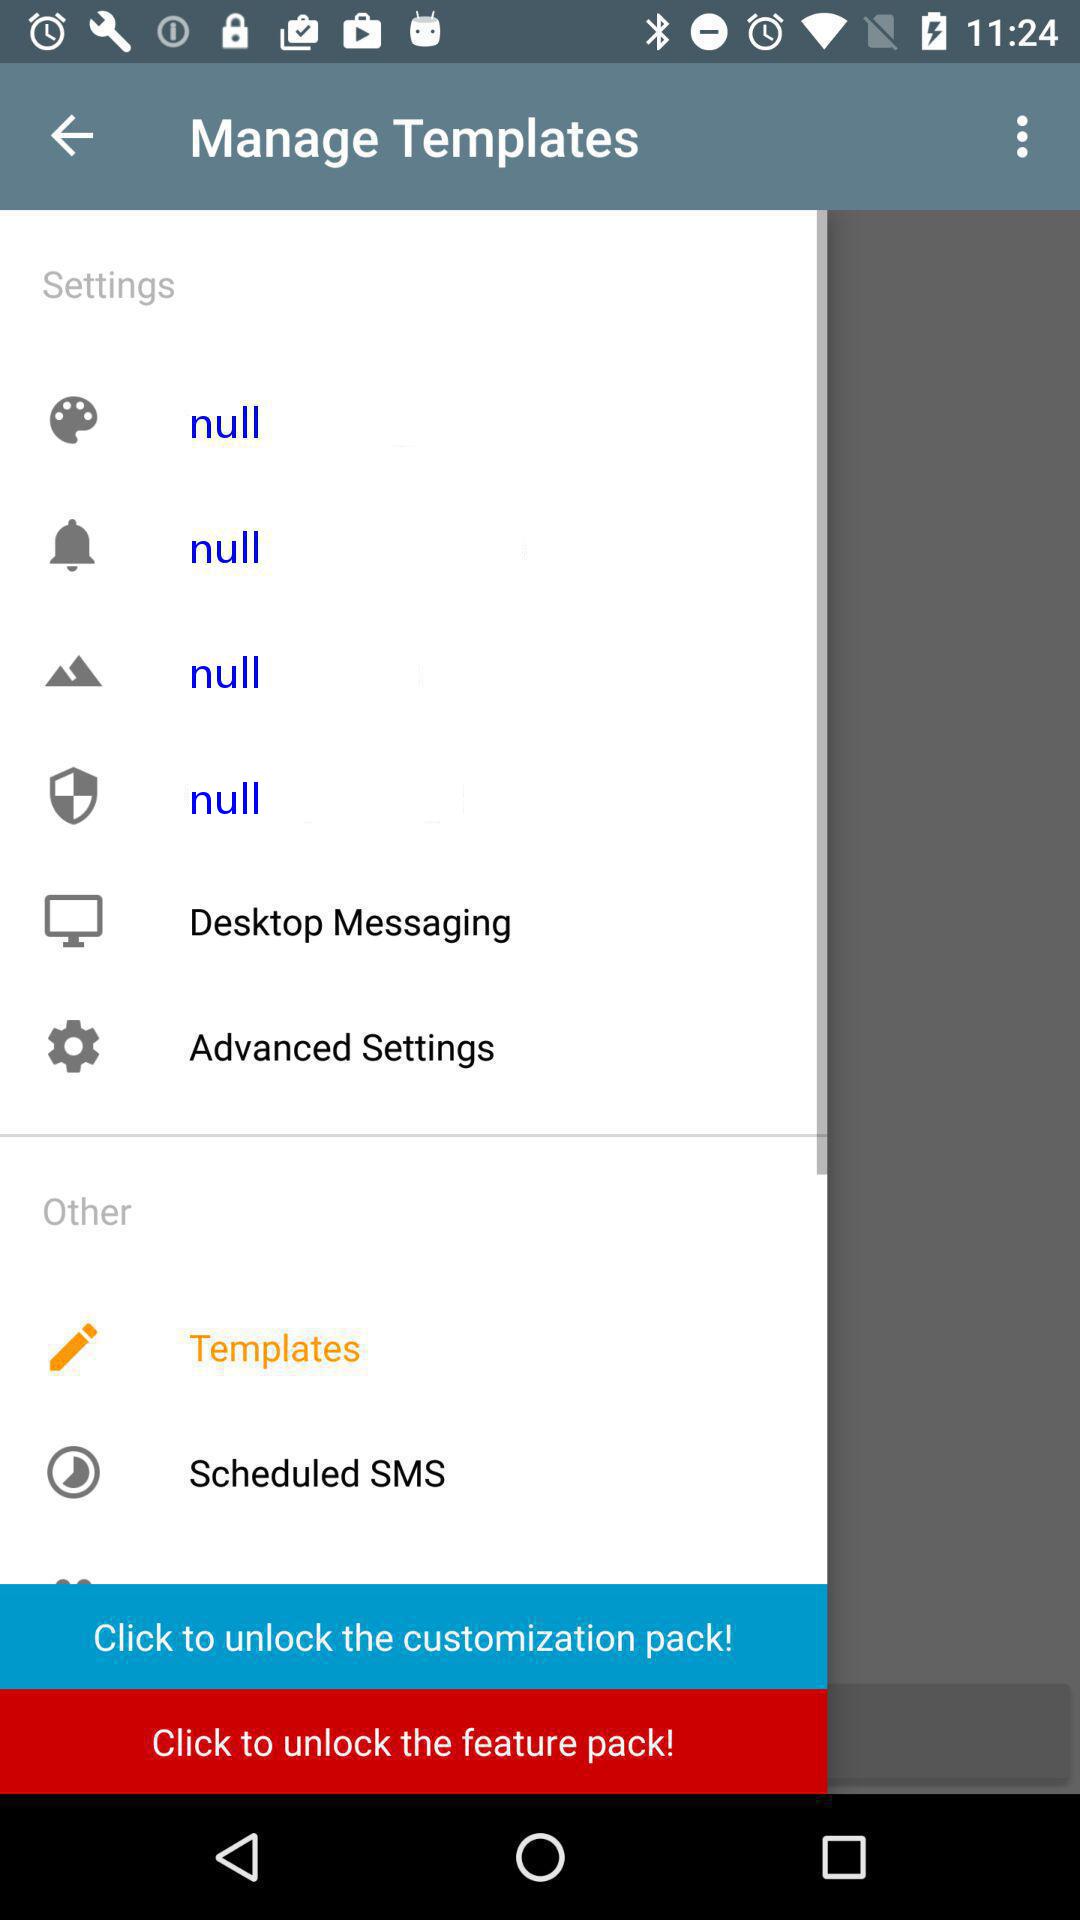 11:24
Manage Templates
Settings
null
null
null
null
Desktop Messaging
Advanced Settings
Other
Templates
Scheduled SMS
Click to unlock the customization pack!
Click to unlock the feature pack!